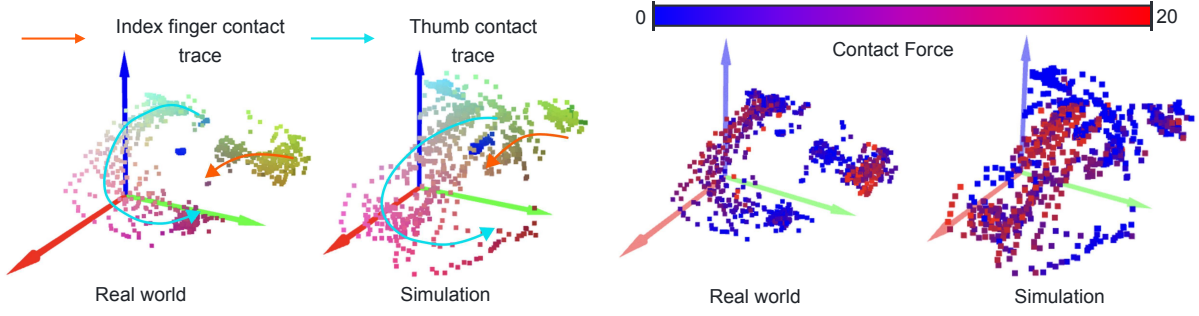 Index finger contact
trace
Thumb contact
trace
0
20
Contact Force
Real world
Simulation
Real world
Simulation